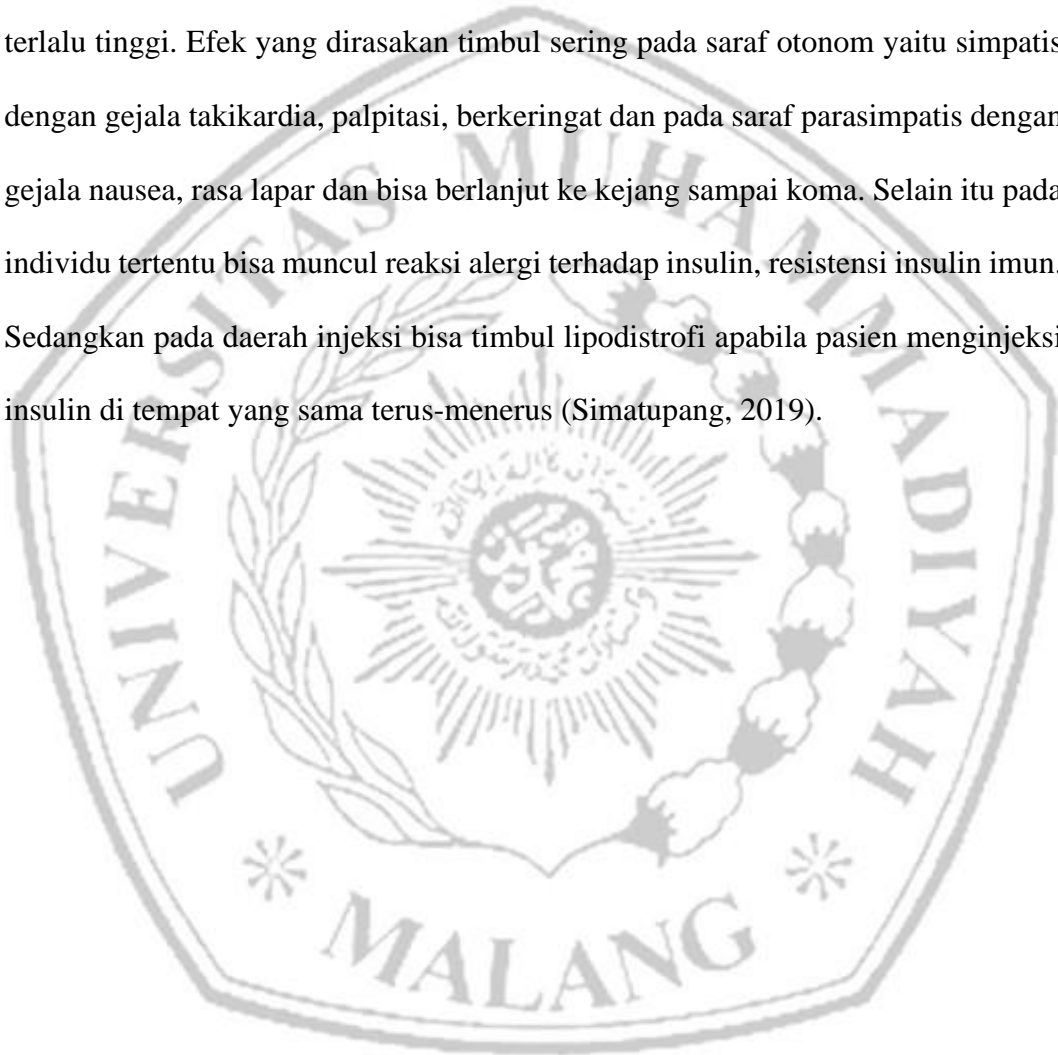 terlalu tinggi. Efek yang dirasakan timbul sering pada saraf otonom yaitu simpatis
dengan gejala takikardia, palpitasi, berkeringat dan pada saraf parasimpatis dengan
gejala nausea, rasa lapar dan bisa berlanjut ke kejang sampai koma. Selain itu pada
individu tertentu bisa muncul reaksi alergi terhadap insulin, resistensi insulin imun.
Sedangkan pada daerah injeksi bisa timbul lipodistrofi apabila pasien menginjeksi
insulin di tempat yang sama terus-menerus (Simatupang, 2019).
UNIVERSITAS MUHAMMADIYAH
MALANG